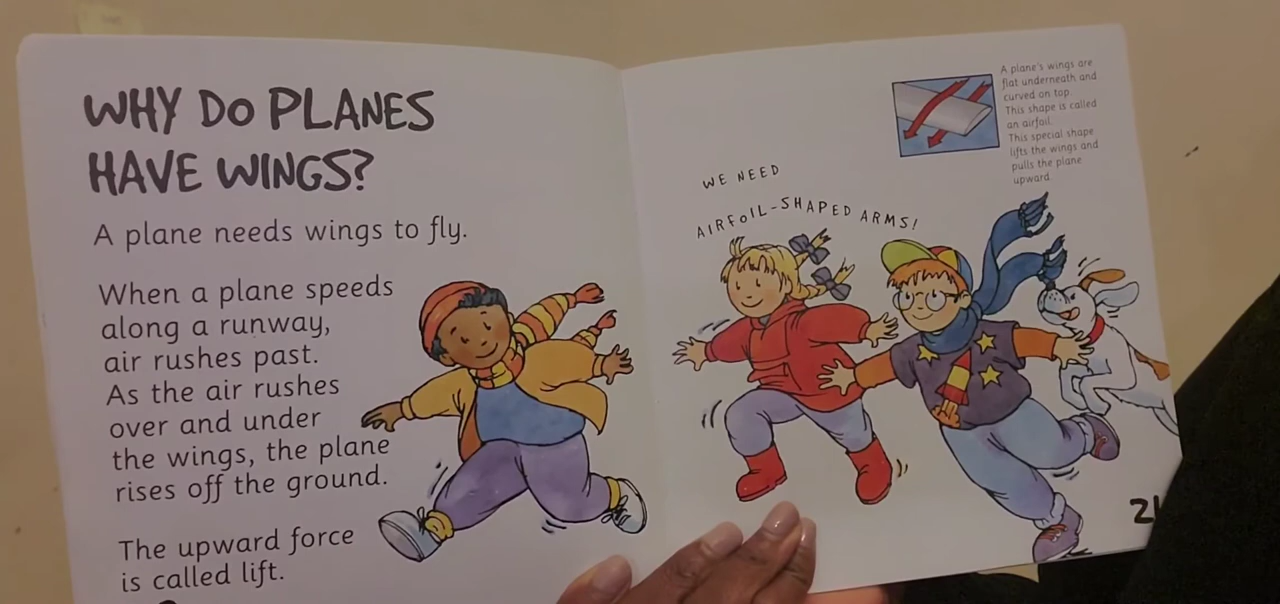 WHY DO PLANES
HAVE WINGS?
A plane needs wings to fly.
When a plane speeds
along a runway,
air rushes past.
As the air rushes
over and under
the wings, the plane
rises off the ground.
The upward force
is called lift.
A plane's wings are
flat underneath and
curved on top.
This shape is called
an airfoil.
This special shape
lifts the wings and
pulls the plane
upward.
WE NEED
AIRFOIL-SHAPED ARMS!